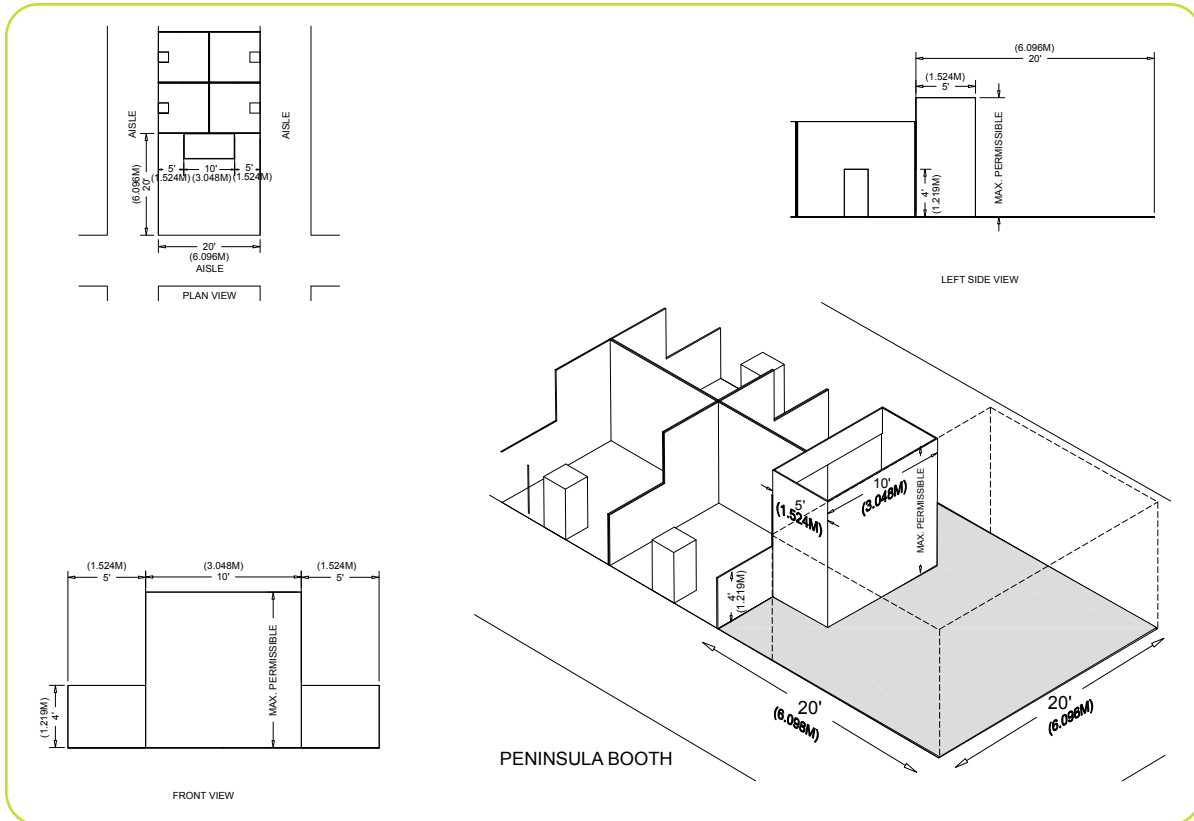 AISLE
AISLE
5'
10'
5'
(1.524M)
(3.048M)
(1.524M)
(6.096M)
20'
20'
(6.096M)
AISLE
PLAN VIEW
(6.096M)
20'
(1.524M)
5'
MAX. PERMISSIBLE
4'
(1.219M)
LEFT SIDE VIEW
(1.524M)
5'
(3.048M)
10'
(1.524M)
5'
MAX. PERMISSIBLE
(1.219M)
4'
FRONT VIEW
5'
(1.524M)
10'
(3.048M)
MAX. PERMISSIBLE
4'
(1.219M)
20'
(6.098M)
20'
(6.096M)
PENINSULA BOOTH